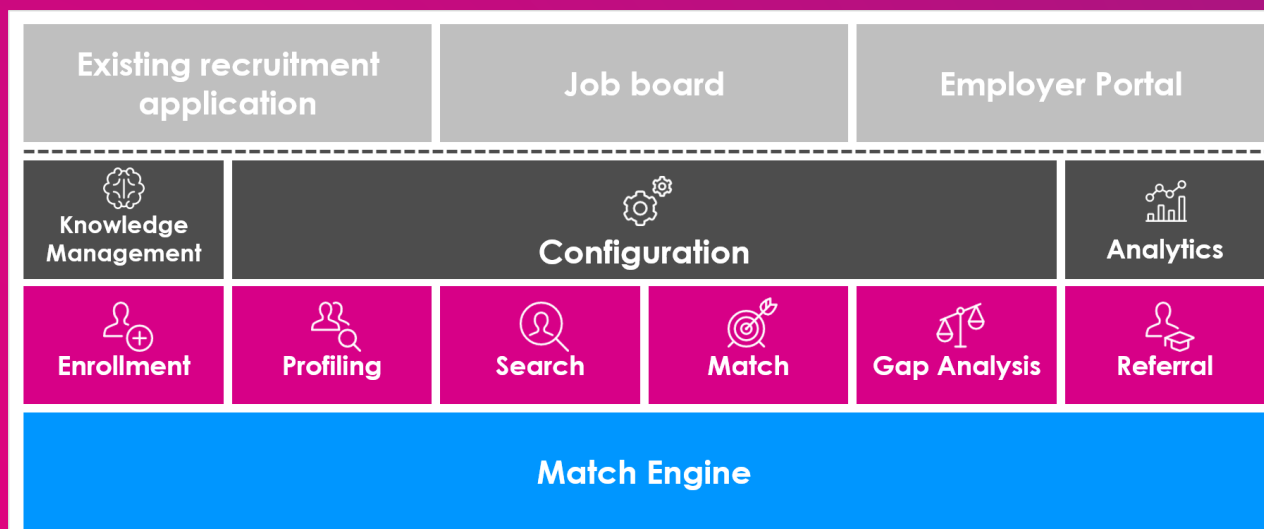 Existing recruitment
application
Job board
Employer Portal
Knowledge
Management
Configuration
Analytics
Enrollment
Profiling
Search
Match
Gap Analysis
Referral
Match Engine